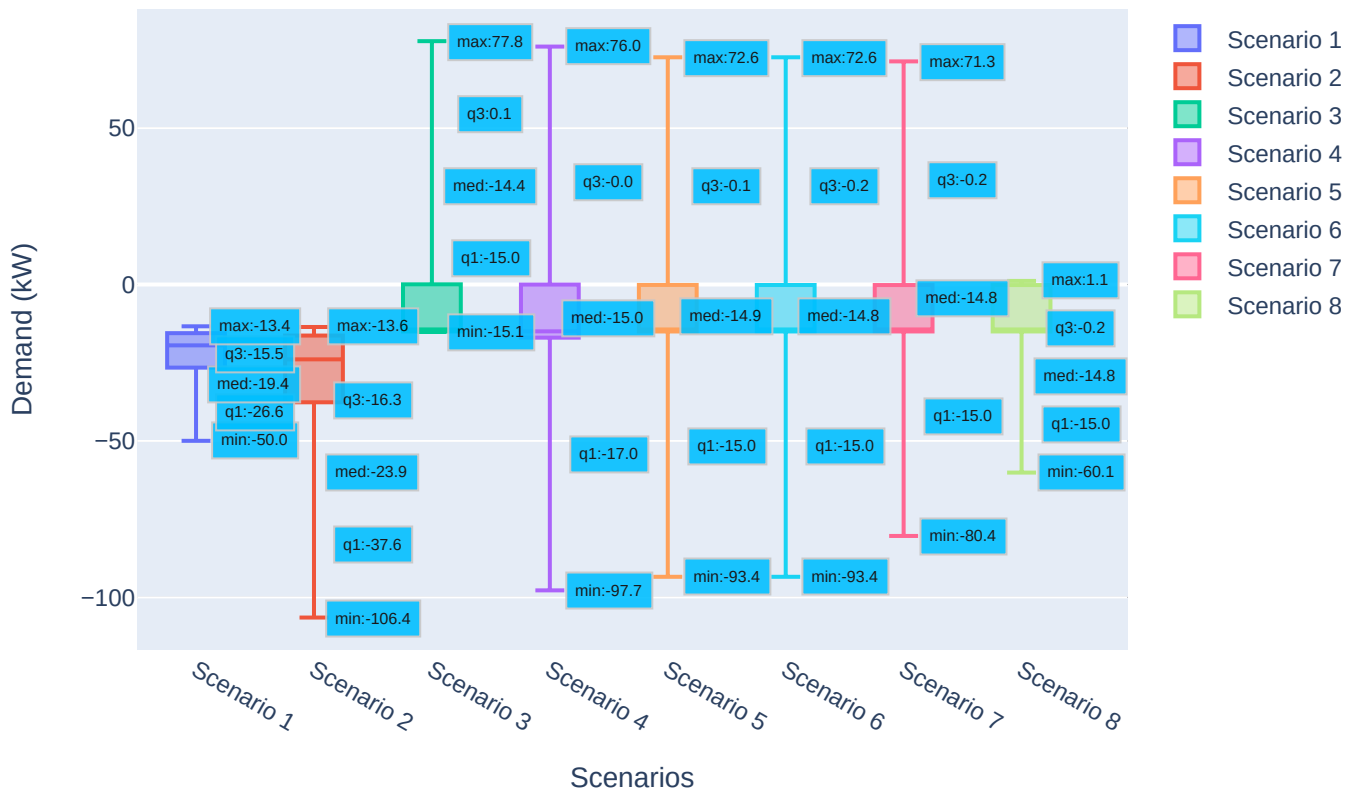 Demand (kW)
50
0
−50
−100
max:-13.4
q3:-15.5
med:-19.4
q1:-26.6
min:-50.0
max:-13.6
q3:-16.3
med:-23.9
q1:-37.6
min:-106.4
max:77.8
q3:0.1
med:-14.4
q1:-15.0
min:-15.1
max:76.0
q3:-0.0
med:-15.0
q1:-17.0
min:-97.7
max:72.6
q3:-0.1
med:-14.9
q1:-15.0
min:-93.4
max:72.6
q3:-0.2
med:-14.8
q1:-15.0
min:-93.4
max:71.3
q3:-0.2
med:-14.8
q1:-15.0
min:-80.4
max:1.1
q3:-0.2
med:-14.8
q1:-15.0
min:-60.1
Scenario 1
Scenario 2
Scenario 3
Scenario 4
Scenario 5
Scenario 6
Scenario 7
Scenario 8
Scenarios
Scenario 1
Scenario 2
Scenario 3
Scenario 4
Scenario 5
Scenario 6
Scenario 7
Scenario 8